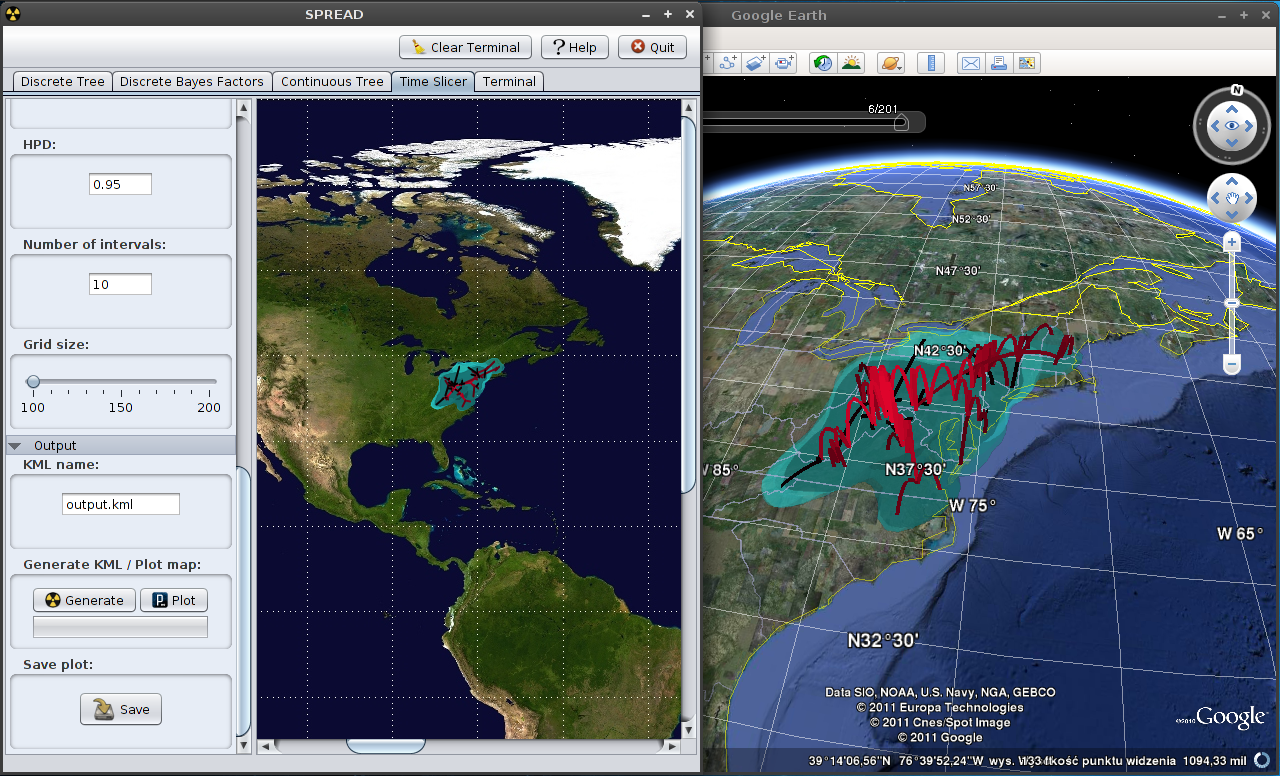 SPREAD
Clear Terminal
Help
Quit
Discrete Tree
Discrete Bayes Factors
Continuous Tree
Time Slicer
Terminal
HPD:
0.95
Number of intervals:
10
Grid size:
100 150 200
Output
KML name:
output.kml
Generate KML / Plot map:
Generate
Plot
Save plot:
Save
Google Earth
6/201
N
N57°30'
N52°30'
N47°30'
N42°30'
W 85°
N37°30'
W 75°
W 65°
N32°30'
Data SIO, NOAA, U.S. Navy, NGA, GEBCO
© 2011 Europa Technologies
© 2011 Cnes/Spot Image
© 2011 Google
©2010 Google
39°14'06,56"N 76°39'52,24"W wys. punktu widzenia 1094,33 mil